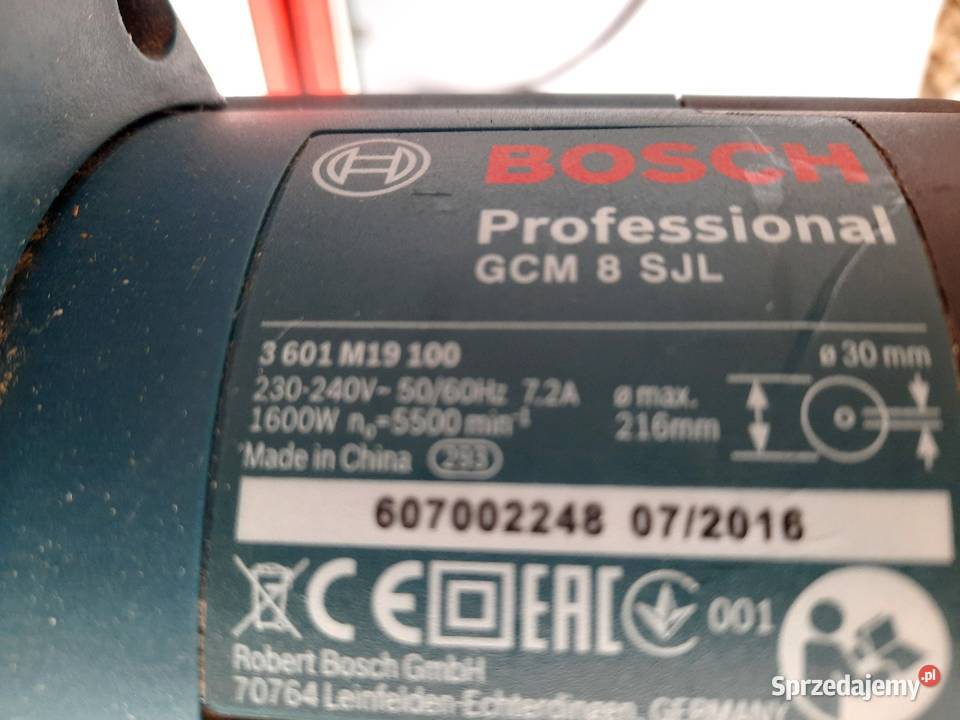 BOSCH
Professional
GCM 8 SJL
3 601 M19 100
230-240V~ 50/60Hz 7.2A
1600W n₀=5500 min⁻¹
Made in China 293
ø max.
216mm
ø 30 mm
607002248 07/2016
CE EAC 001
Robert Bosch GmbH
70764 Leinfelden-Echterdingen, GERMANY
Sprzedajemy.pl